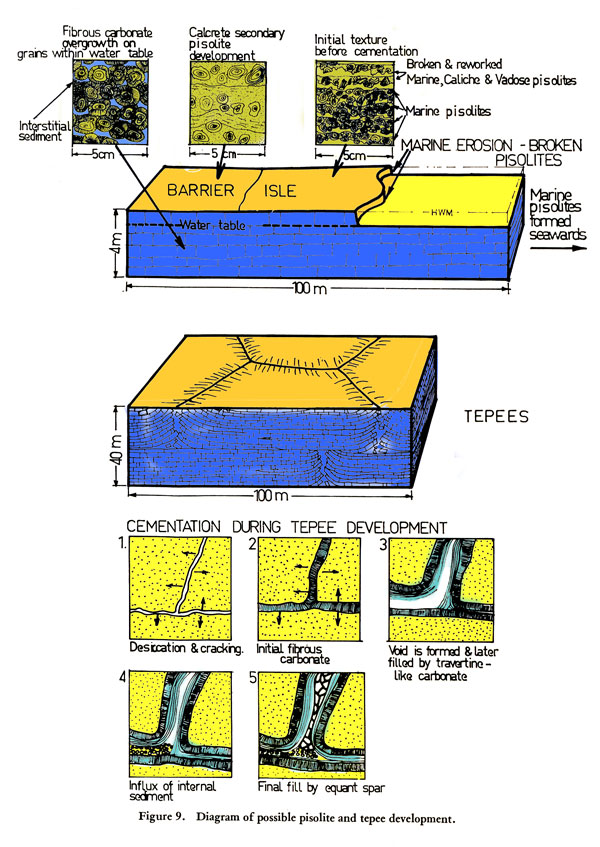 Fibrous carbonate
overgrowth on
grains within water table
Calcrete secondary
pisolite
development
Initial texture
before cementation
Broken & reworked
Marine, Caliche & Vadose pisolites
Marine pisolites
Interstitial
sediment
5cm
5 cm
5cm
MARINE EROSION - BROKEN
PISOLITES
BARRIER ISLE
HWM
Marine
pisolites
formed
seawards
Water table
4m
100 m
TEPEES
40m
100 m
CEMENTATION DURING TEPEE DEVELOPMENT
1.
2
3
Desiccation & cracking.
Initial fibrous
carbonate
Void is formed & later
filled by travertine-
like carbonate
4
5
Influx of internal
sediment
Final fill by equant spar
Figure 9. Diagram of possible pisolite and tepee development.